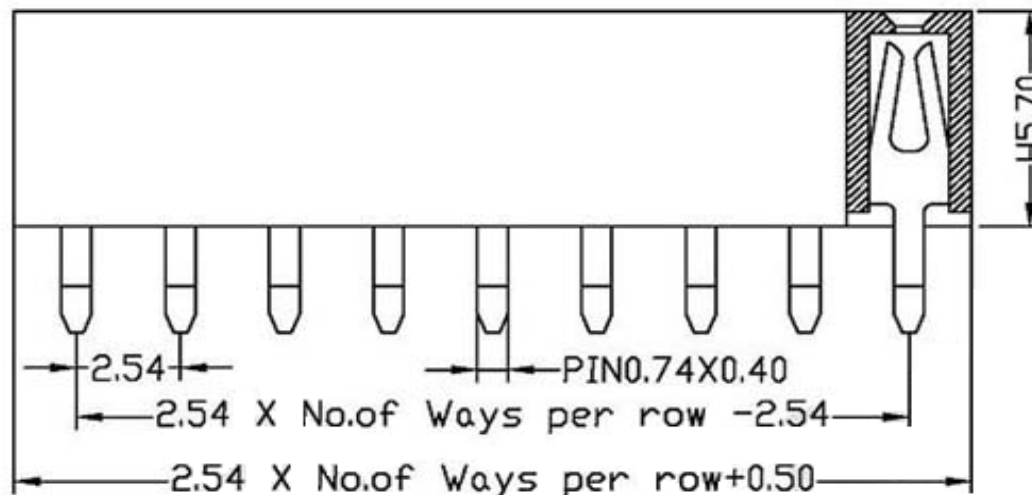 H5.70
2.54
PIN0.74X0.40
2.54 X No.of Ways per row -2.54
2.54 X No.of Ways per row+0.50